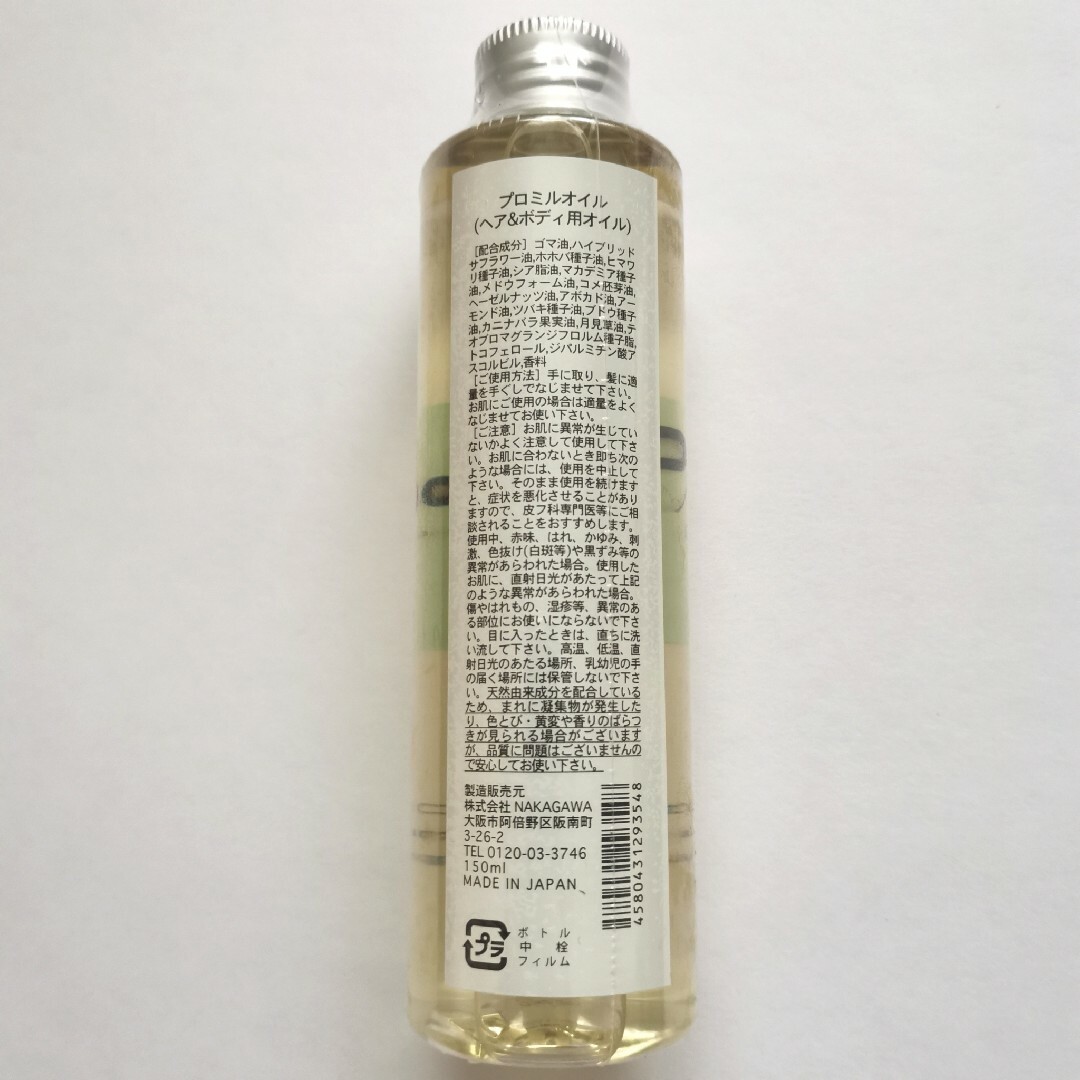 プロミルオイル
(ヘア&ボディ用オイル)
[配合成分] ゴマ油,ハイブリッド
サフラワー油,ホホバ種子油,ヒマワ
リ種子油,シア脂油,マカデミア種子
油,メドウフォーム油,コメ胚芽油,
ヘーゼルナッツ油,アボカド油,アー
モンド油,ツバキ種子油,ブドウ種子
油,カニナバラ果実油,月見草油,テ
オブロマグランジフロルム種子脂,
トコフェロール,ジパルミチン酸ア
スコルビル,香料
[ご使用方法] 手に取り、髪に適
量を手ぐしでなじませて下さい。
お肌にご使用の場合は適量をよく
なじませてお使い下さい。
[ご注意] お肌に異常が生じてい
ないかよく注意して使用して下さ
い。お肌に合わないとき即ち次の
ような場合には、使用を中止して
下さい。そのまま使用を続けます
と、症状を悪化させることがあり
ますので、皮フ科専門医等にご相
談されることをおすすめします。
使用中、赤味、はれ、かゆみ、刺
激、色抜け(白斑等)や黒ずみ等の
異常があらわれた場合。使用した
お肌に、直射日光があたって上記
のような異常があらわれた場合。
傷やはれもの、湿疹等、異常のあ
る部位にお使いにならないで下さ
い。目に入ったときは、直ちに洗
い流して下さい。高温、低温、直
射日光のあたる場所、乳幼児の手
の届く場所には保管しないで下さ
い。天然由来成分を配合している
ため、まれに凝集物が発生した
り、色とび・黄変や香りのばらつ
きが見られる場合がございます
が、品質に問題はございませんの
で安心してお使い下さい。
製造販売元
株式会社 NAKAGAWA
大阪市阿倍野区阪南町
3-26-2
TEL 0120-03-3746
150ml
MADE IN JAPAN
4580431293548
プラ
ボトル
中栓
フィルム